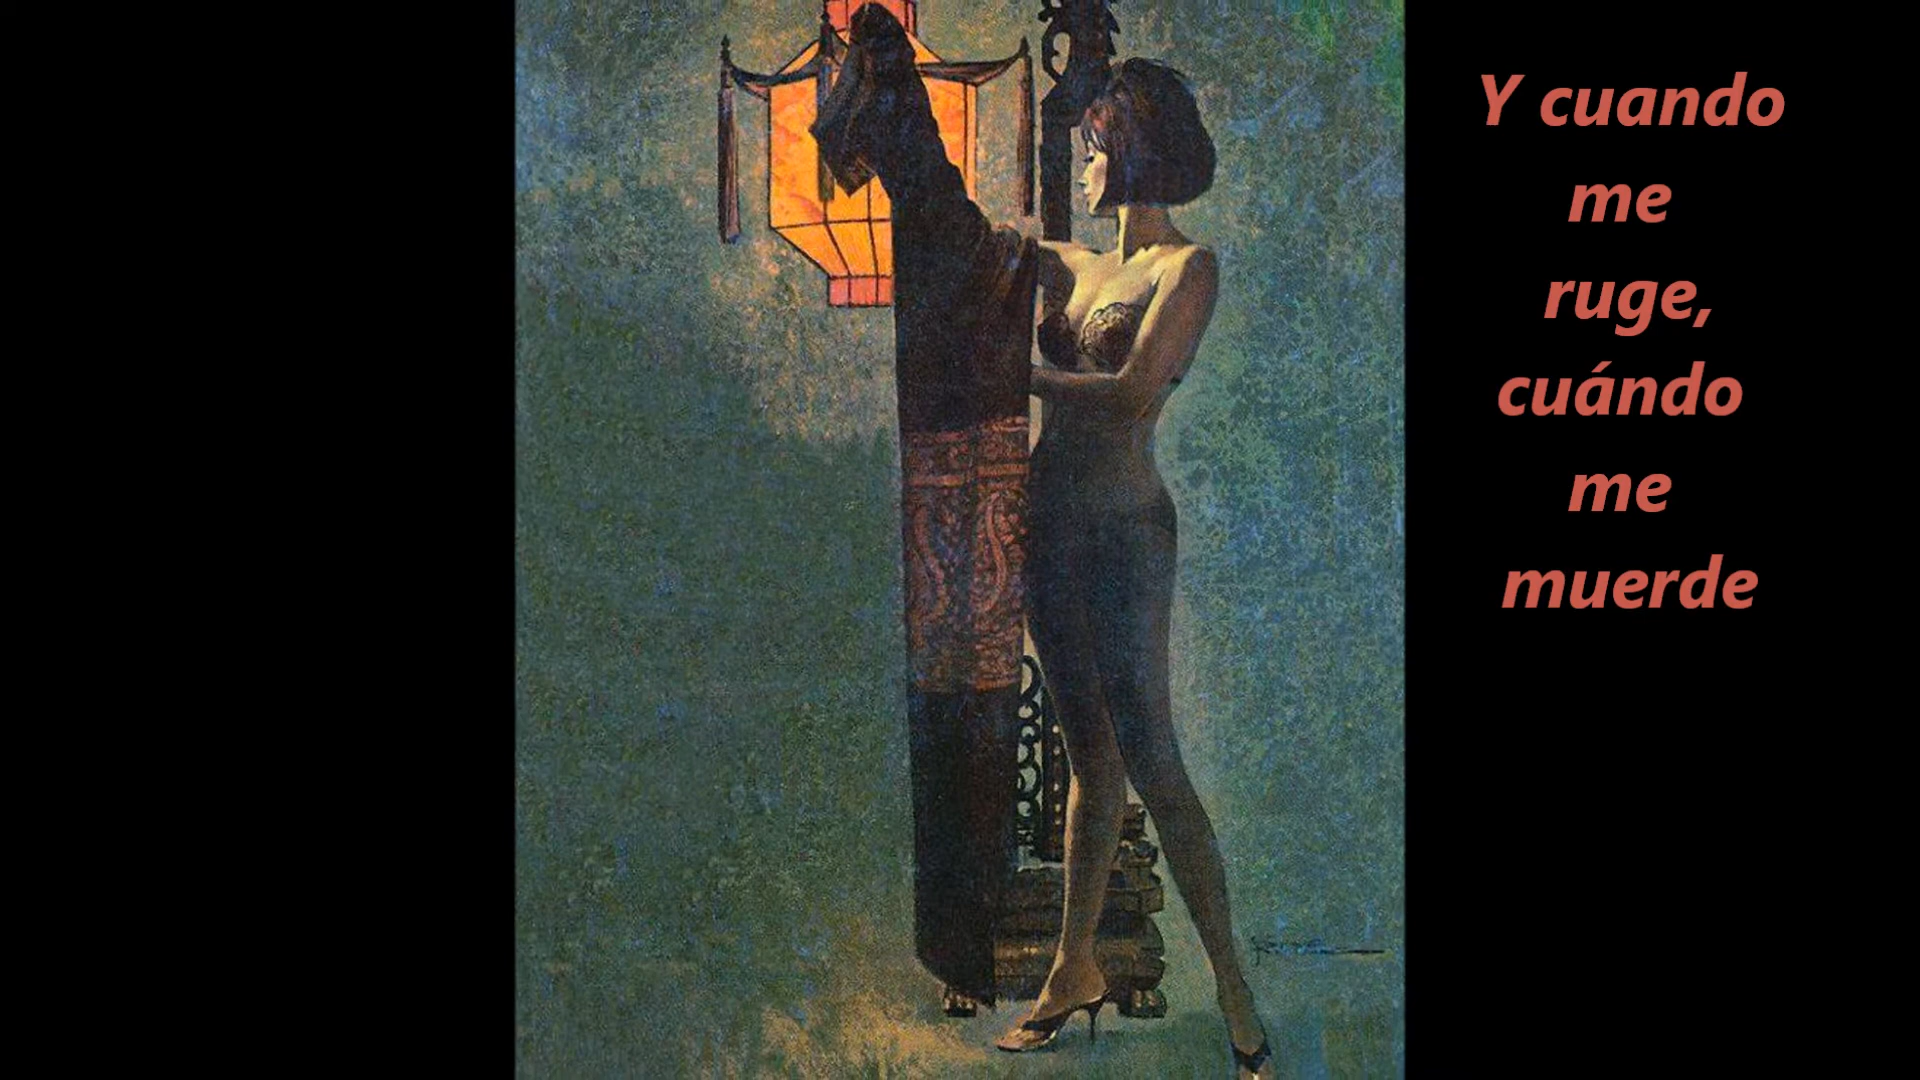 Y cuando
me
ruge,
cuándo
me
muerde